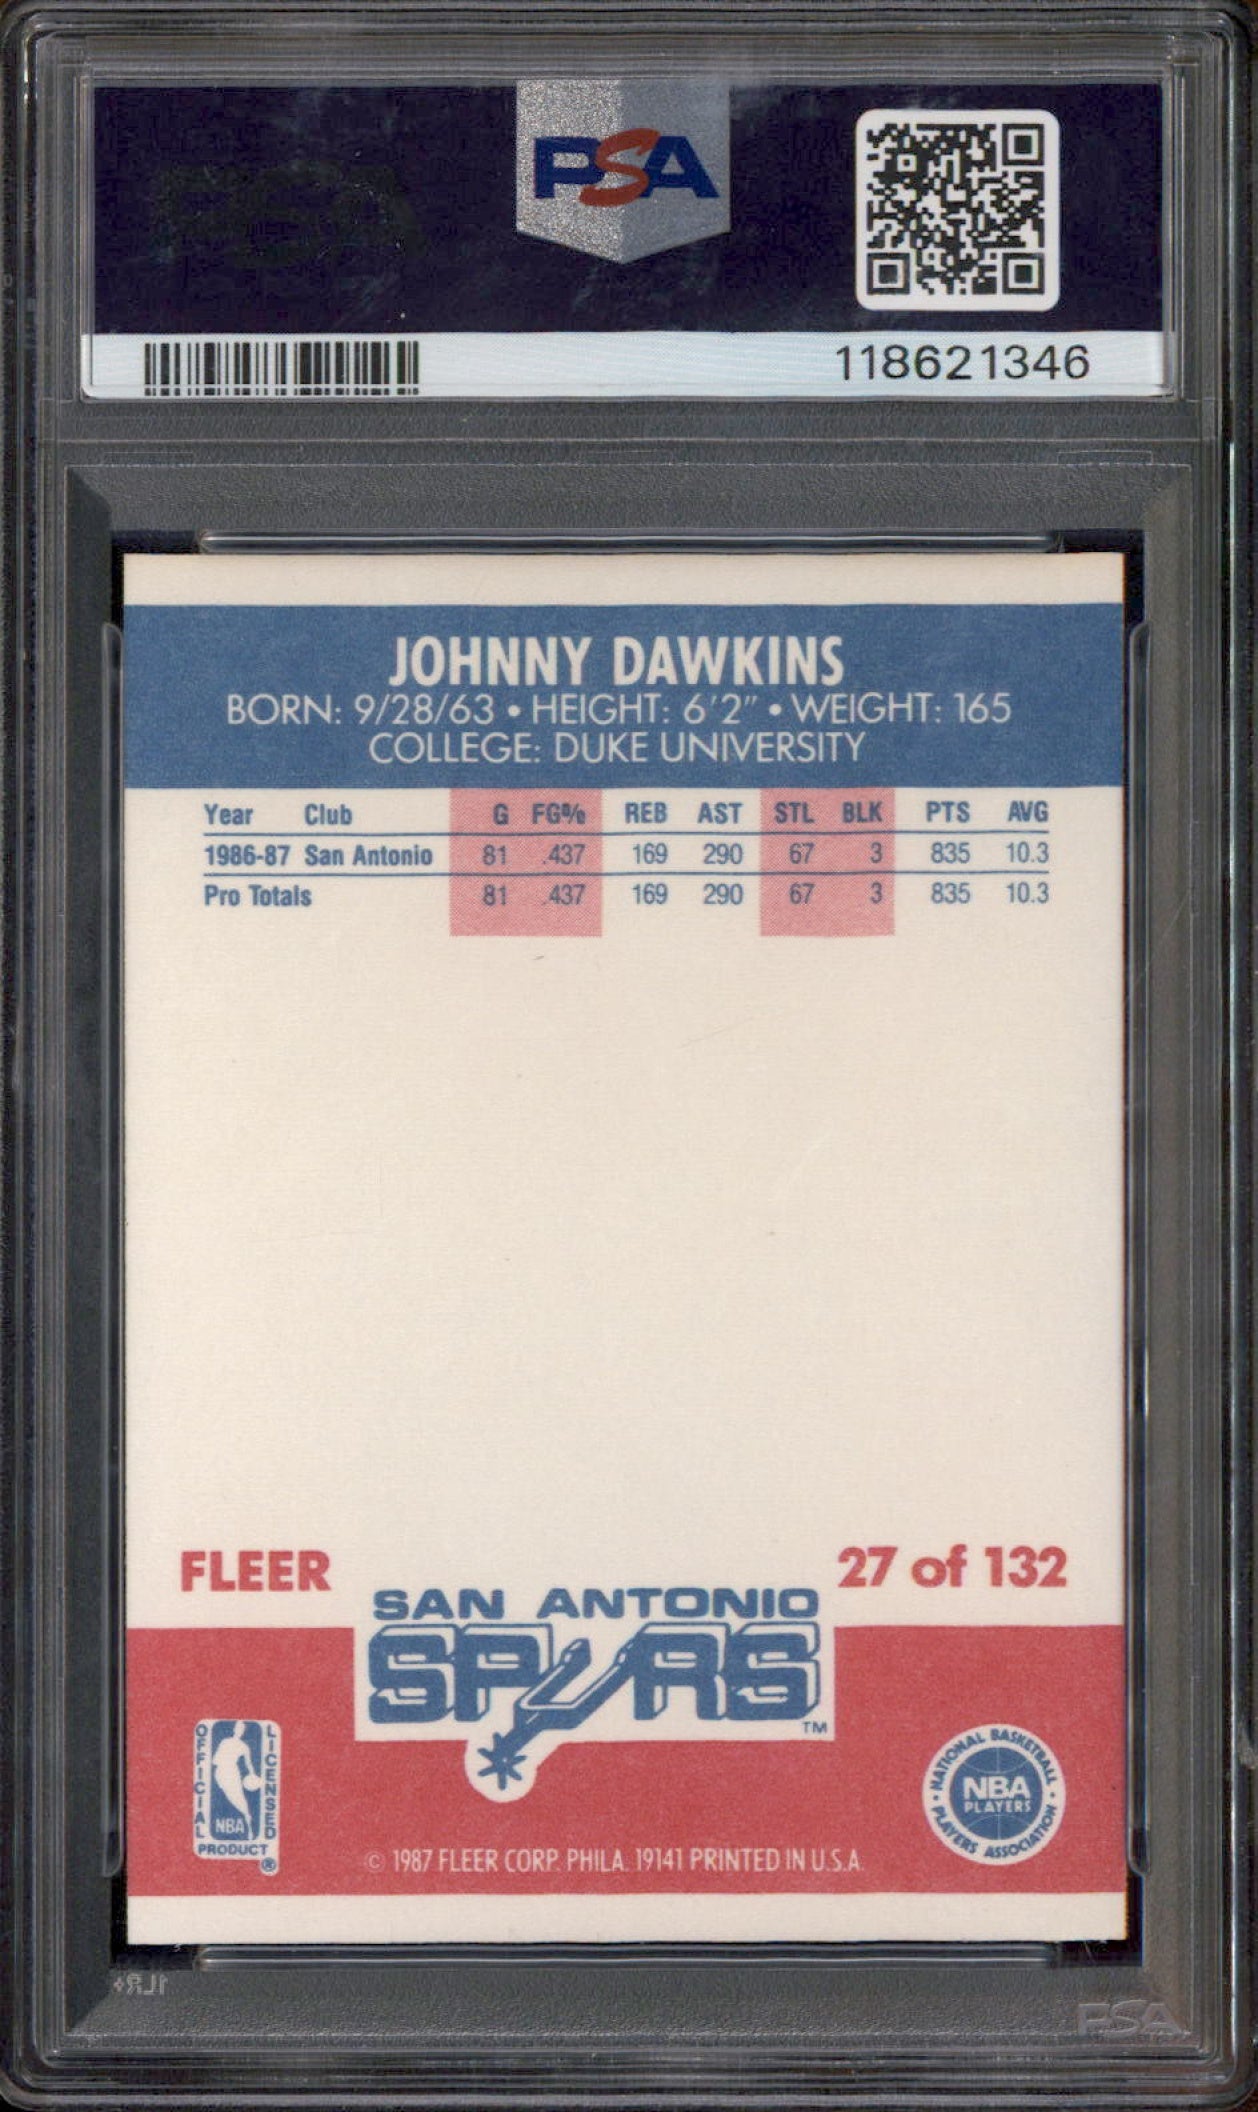 PSA
118621346
JOHNNY DAWKINS
BORN: 9/28/63 • HEIGHT: 6'2" • WEIGHT: 165
COLLEGE: DUKE UNIVERSITY
Year Club G FG% REB AST STL BLK PTS AVG
1986-87 San Antonio 81 .437 169 290 67 3 835 10.3
Pro Totals 81 .437 169 290 67 3 835 10.3
FLEER
27 of 132
SAN ANTONIO
SPURS
TM
OFFICIAL
LICENSED
NBA
PRODUCT
®
NATIONAL BASKETBALL
NBA
PLAYERS
PLAYERS ASSOCIATION
© 1987 FLEER CORP. PHILA. 19141 PRINTED IN U.S.A.
PSA